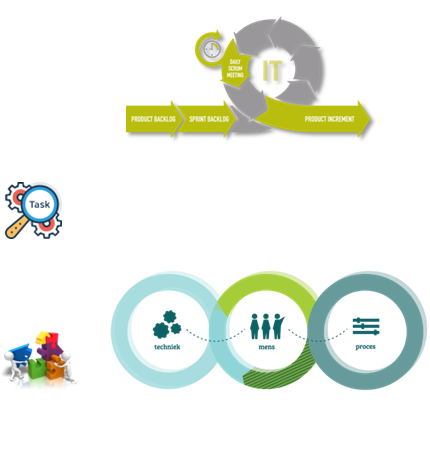 DAILY
SCRUM
MEETING
IT
PRODUCT BACKLOG
SPRINT BACKLOG
PRODUCT INCREMENT
Task
techniek
mens
proces